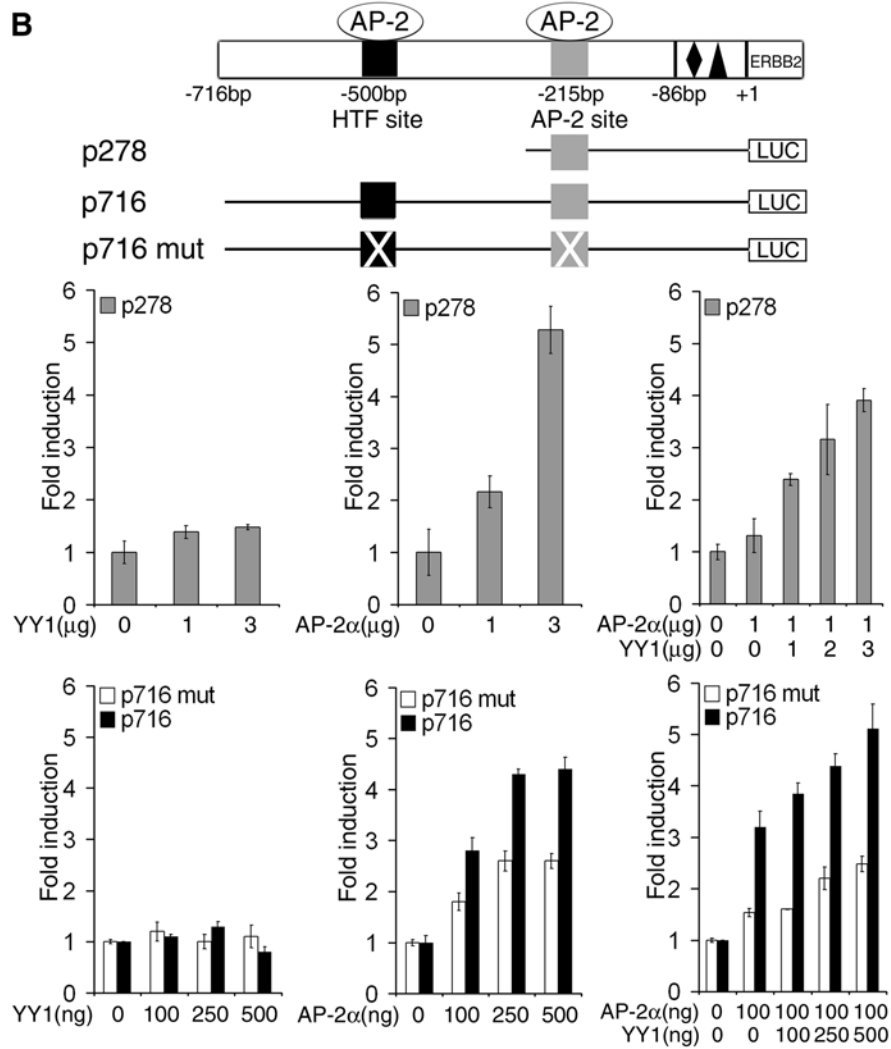 B
AP-2 AP-2
ERBB2
-716bp -500bp -215bp -86bp +1
HTF site AP-2 site
p278 LUC
p716 LUC
p716 mut LUC
6
5
4
3
2
1
0
Fold induction
p278
YY1(μg) 0 1 3
6
5
4
3
2
1
0
Fold induction
p278
AP-2α(μg) 0 1 3
6
5
4
3
2
1
0
Fold induction
p278
AP-2α(μg) 0 1 1 1 1
YY1(μg) 0 0 1 2 3
6
5
4
3
2
1
0
Fold induction
p716 mut
p716
YY1(ng) 0 100 250 500
6
5
4
3
2
1
0
Fold induction
p716 mut
p716
AP-2α(ng) 0 100 250 500
6
5
4
3
2
1
0
Fold induction
p716 mut
p716
AP-2α(ng) 0 100 100 100 100
YY1(ng) 0 0 100 250 500